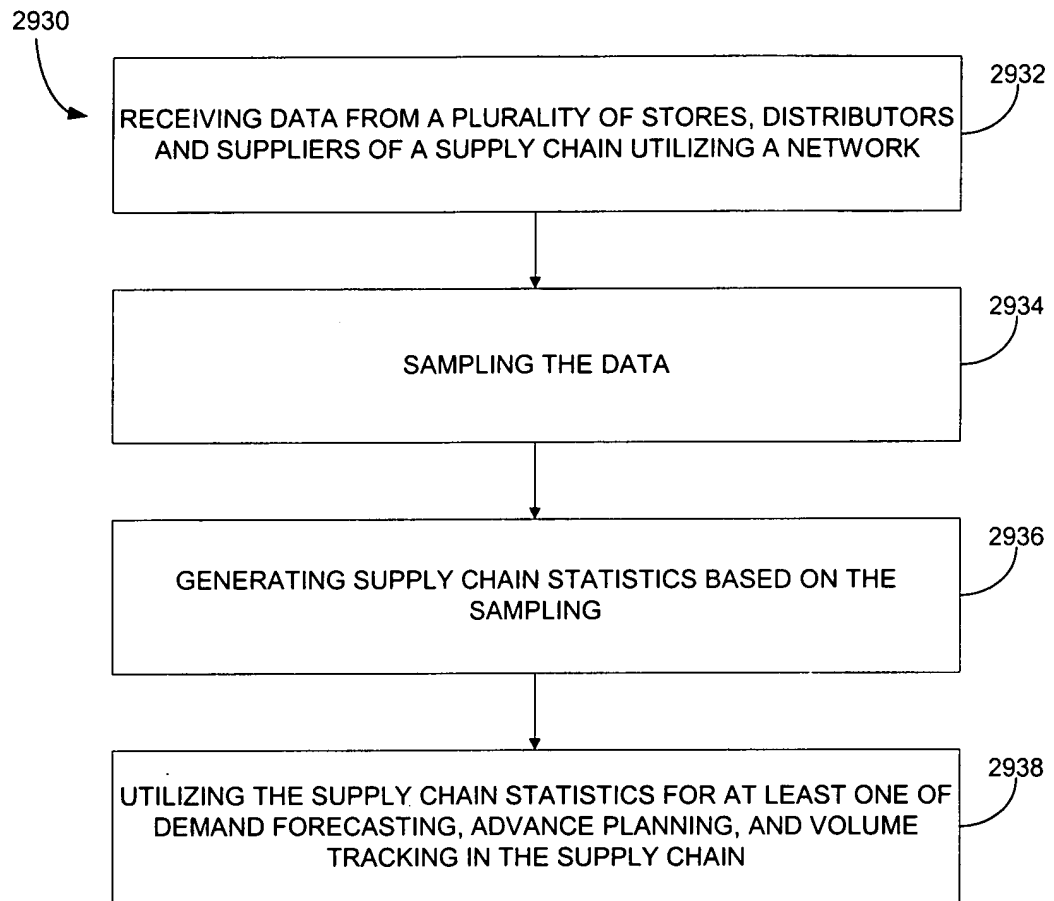 2930
2932
RECEIVING DATA FROM A PLURALITY OF STORES, DISTRIBUTORS
AND SUPPLIERS OF A SUPPLY CHAIN UTILIZING A NETWORK
2934
SAMPLING THE DATA
2936
GENERATING SUPPLY CHAIN STATISTICS BASED ON THE
SAMPLING
2938
UTILIZING THE SUPPLY CHAIN STATISTICS FOR AT LEAST ONE OF
DEMAND FORECASTING, ADVANCE PLANNING, AND VOLUME
TRACKING IN THE SUPPLY CHAIN